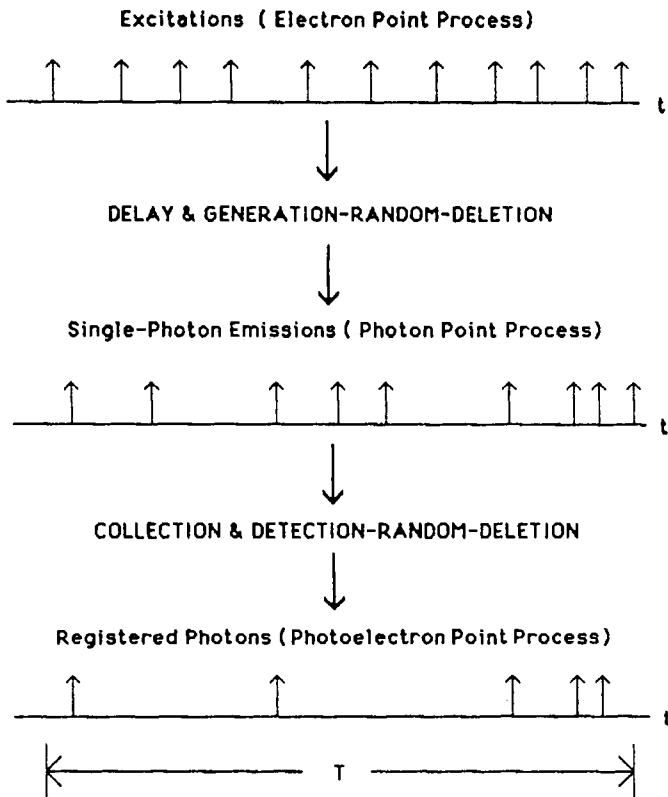 Excitations ( Electron Point Process)
t
DELAY & GENERATION-RANDOM-DELETION
Single-Photon Emissions ( Photon Point Process)
t
COLLECTION & DETECTION-RANDOM-DELETION
Registered Photons (Photoelectron Point Process)
t
T